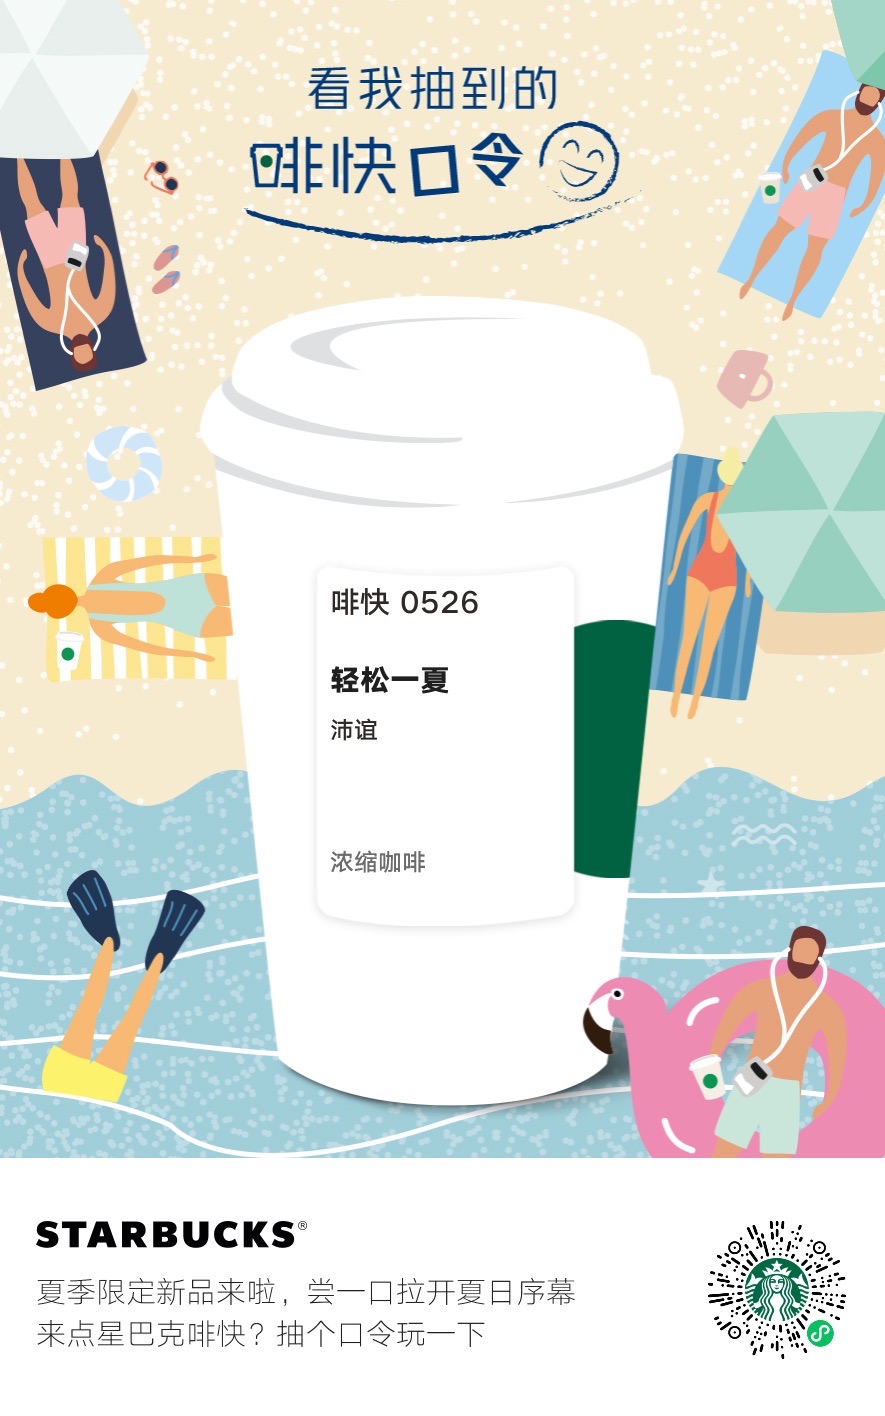 看我抽到的
啡快口令
啡快 0526
轻松一夏
沛谊
浓缩咖啡
STARBUCKS®
夏季限定新品来啦，尝一口拉开夏日序幕
来点星巴克啡快？抽个口令玩一下